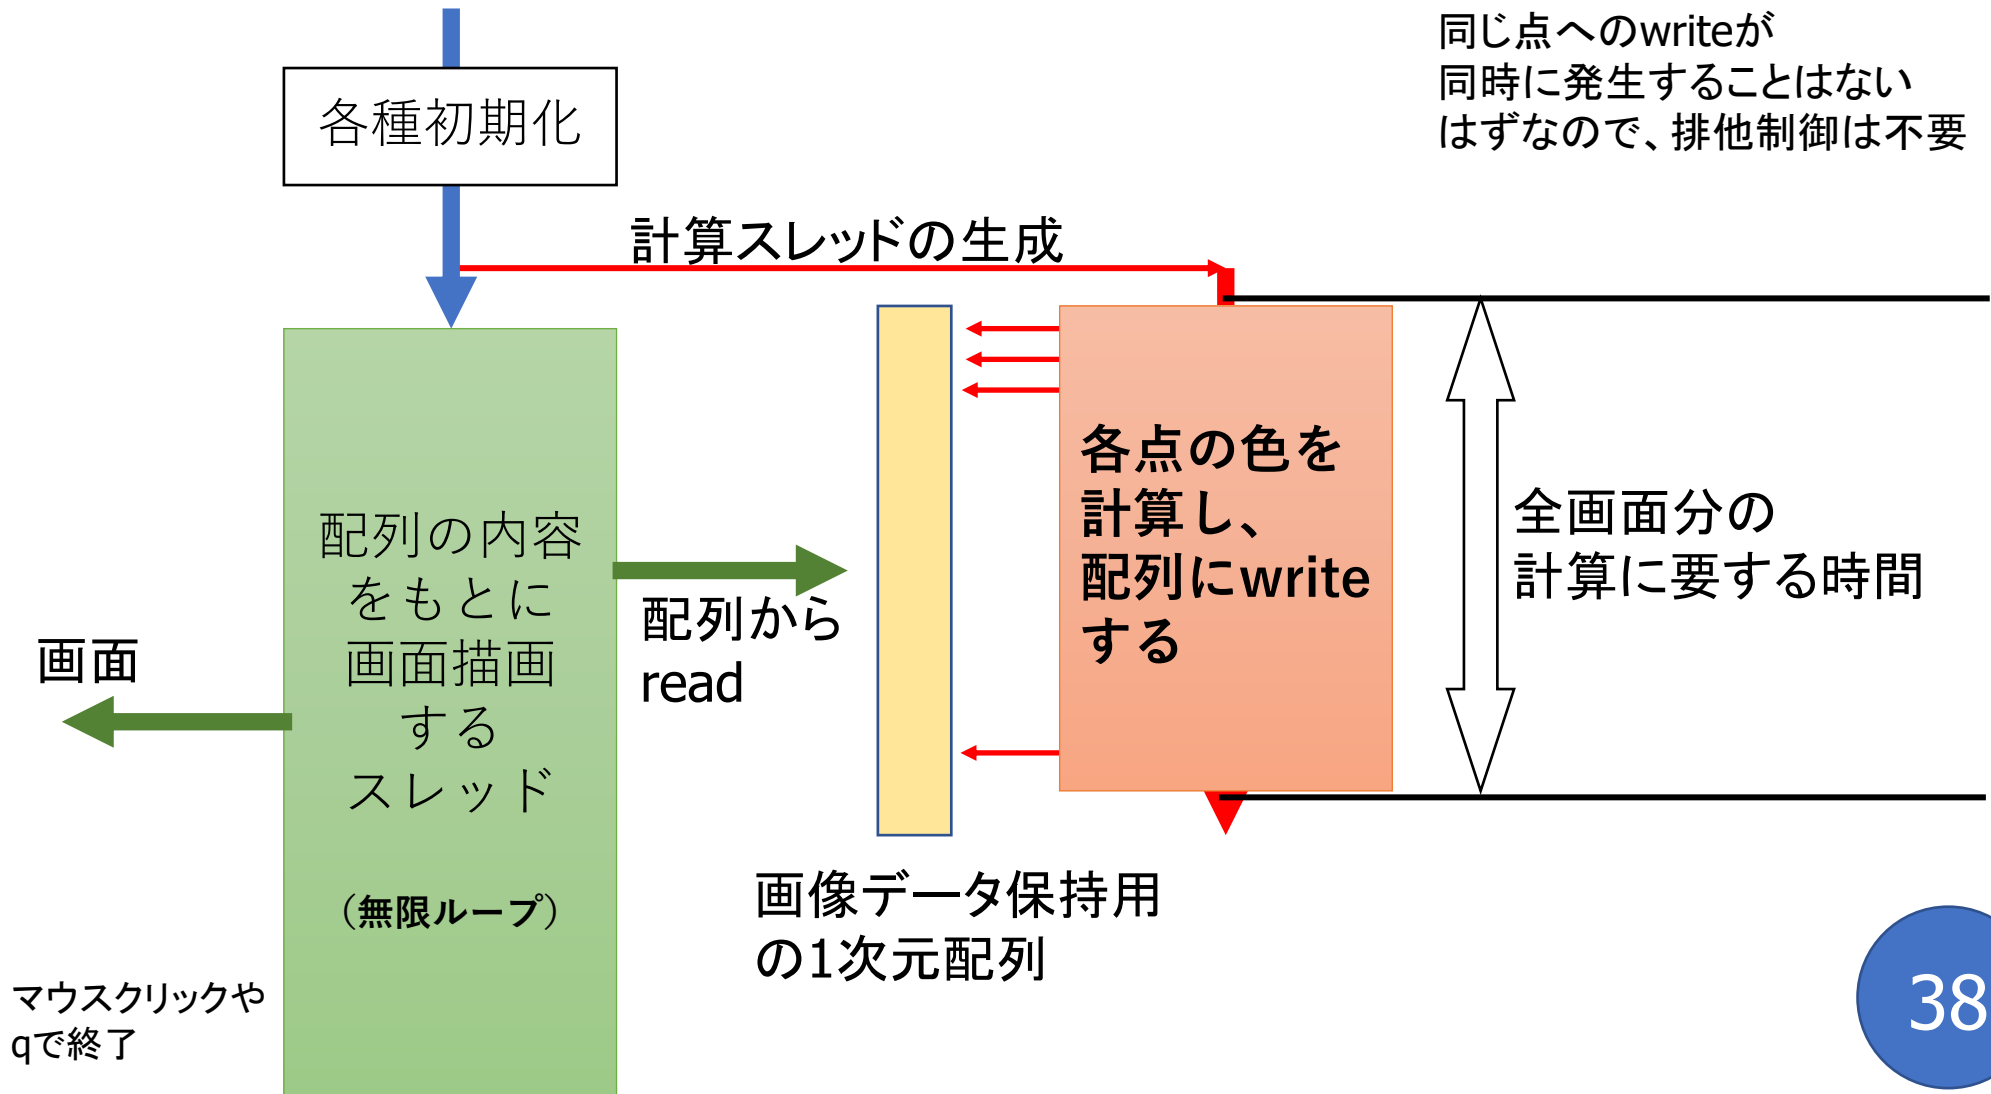 同じ点へのwriteが
同時に発生することはない
はずなので、排他制御は不要
各種初期化
計算スレッドの生成
各点の色を
計算し、
配列にwrite
する
全画面分の
計算に要する時間
配列の内容
をもとに
画面描画
する
スレッド
（無限ループ）
配列から
read
画面
画像データ保持用
の1次元配列
マウスクリックや
qで終了
38